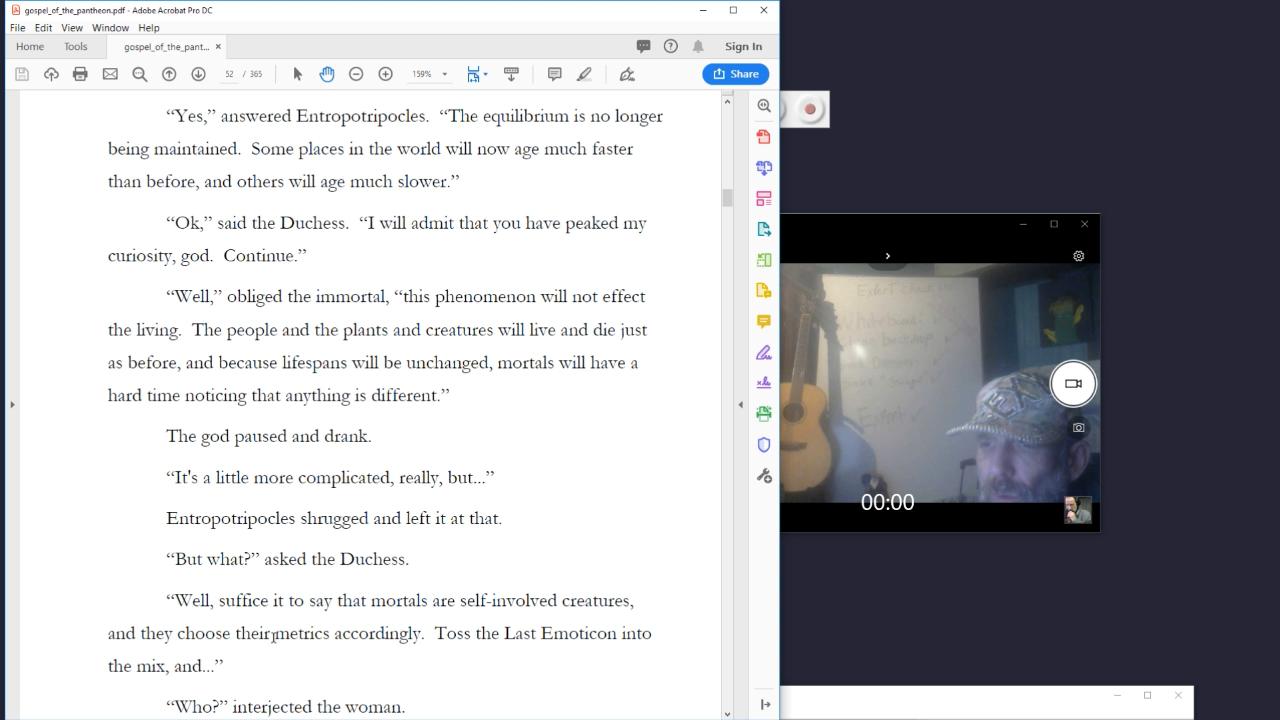 gospel_of_the_pantheon.pdf - Adobe Acrobat Pro DC
File Edit View Window Help
Home Tools gospel_of_the_pant... Sign In
52 / 365 159% Share
“Yes,” answered Entropotripocles. “The equilibrium is no longer
being maintained. Some places in the world will now age much faster
than before, and others will age much slower.”
“Ok,” said the Duchess. “I will admit that you have peaked my
curiosity, god. Continue.”
“Well,” obliged the immortal, “this phenomenon will not effect
the living. The people and the plants and creatures will live and die just
as before, and because lifespans will be unchanged, mortals will have a
hard time noticing that anything is different.”
The god paused and drank.
“It's a little more complicated, really, but...”
Entropotripocles shrugged and left it at that.
“But what?” asked the Duchess.
“Well, suffice it to say that mortals are self-involved creatures,
and they choose their metrics accordingly. Toss the Last Emoticon into
the mix, and...”
“Who?” interjected the woman.
Expert
Expert
00:00